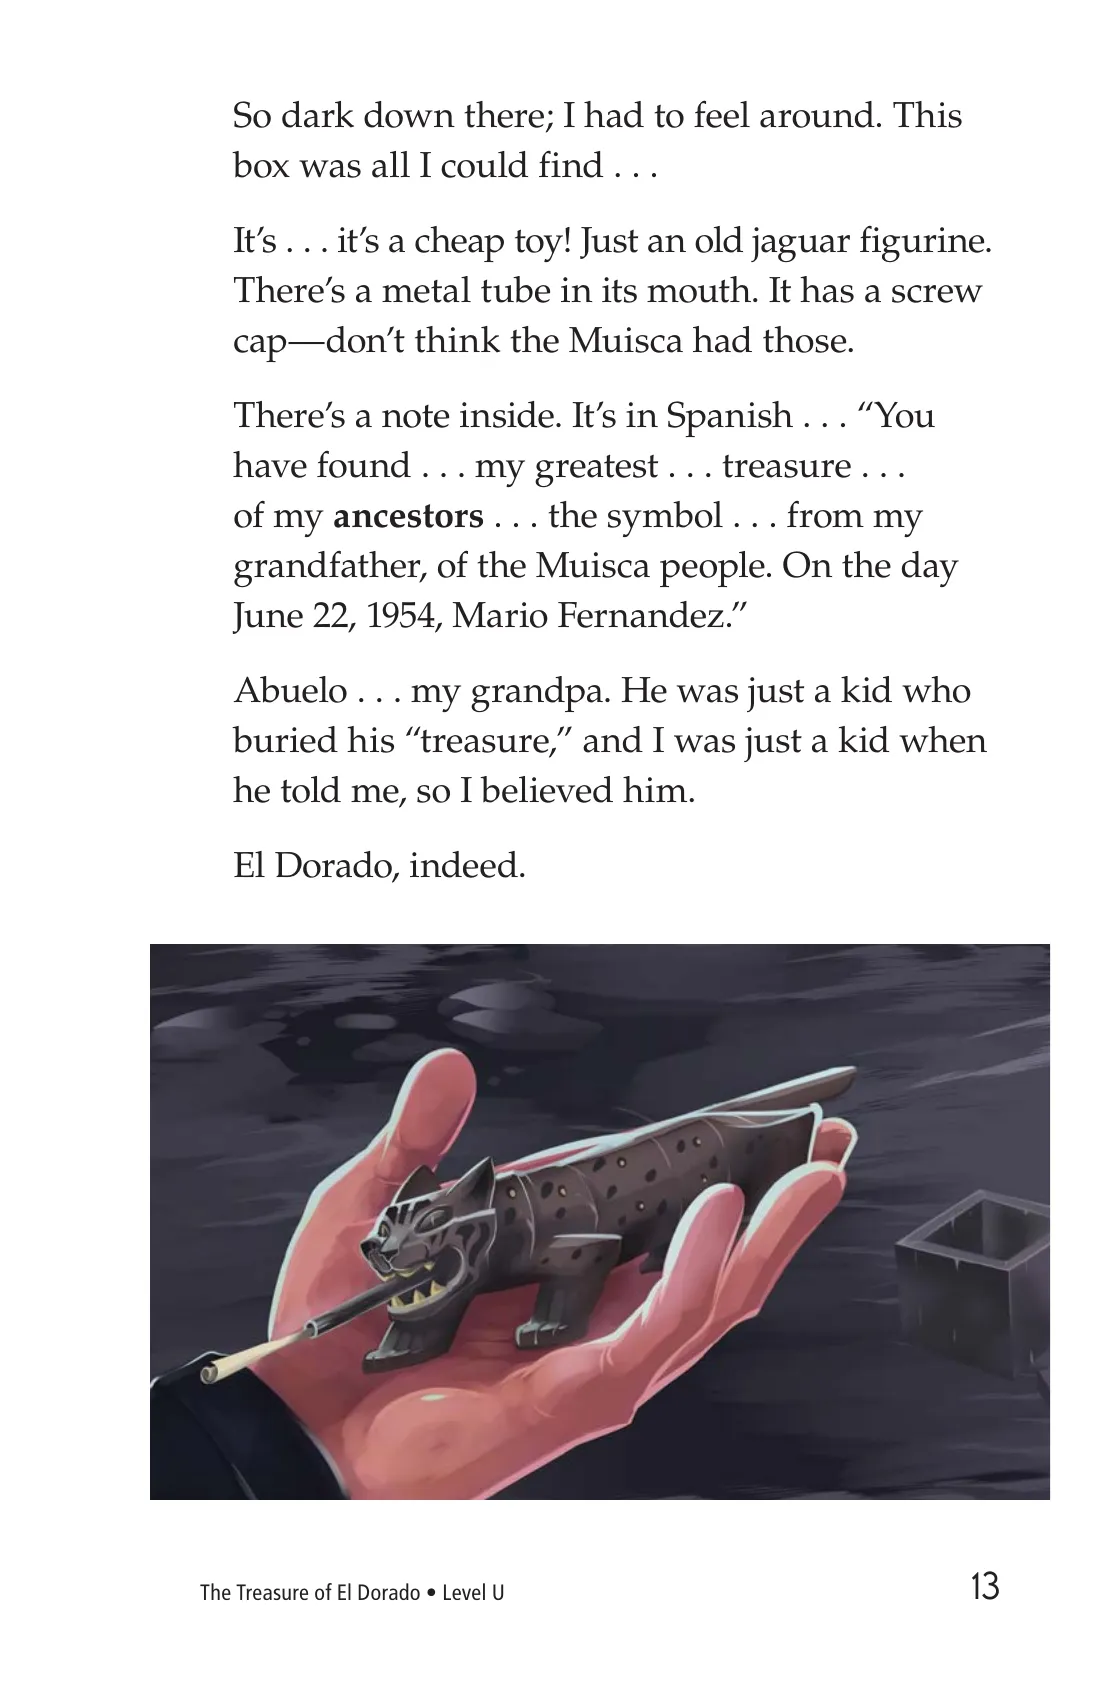 So dark down there; I had to feel around. This
box was all I could find . . .
It’s . . . it’s a cheap toy! Just an old jaguar figurine.
There’s a metal tube in its mouth. It has a screw
cap—don’t think the Muisca had those.
There’s a note inside. It’s in Spanish . . . “You
have found . . . my greatest . . . treasure . . .
of my ancestors . . . the symbol . . . from my
grandfather, of the Muisca people. On the day
June 22, 1954, Mario Fernandez.”
Abuelo . . . my grandpa. He was just a kid who
buried his “treasure,” and I was just a kid when
he told me, so I believed him.
El Dorado, indeed.
The Treasure of El Dorado • Level U
13